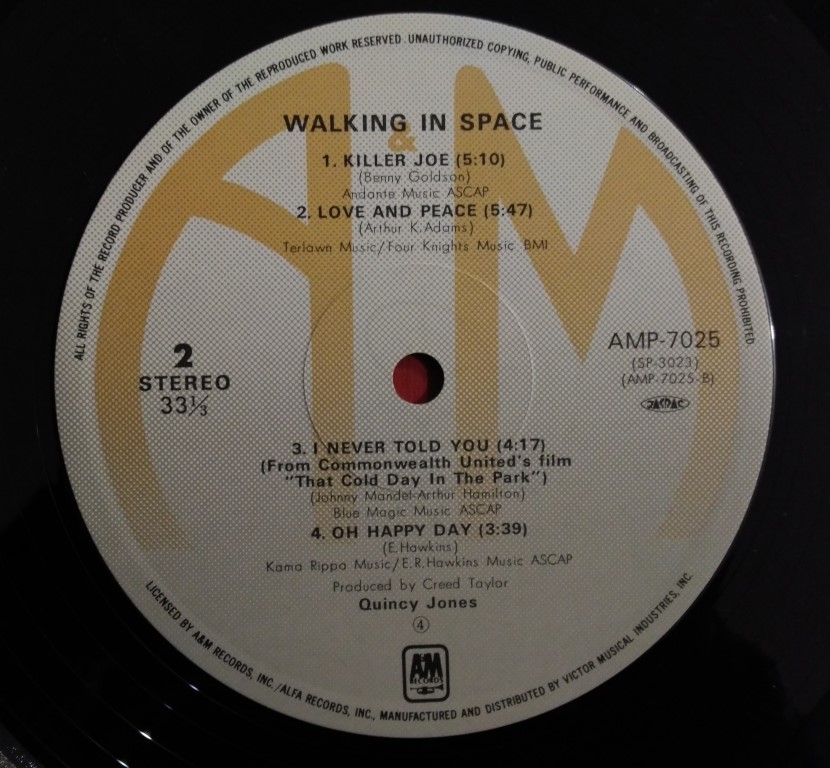 ALL RIGHTS OF THE RECORD PRODUCER AND OF THE OWNER OF THE REPRODUCED WORK RESERVED. UNAUTHORIZED COPYING, PUBLIC PERFORMANCE AND BROADCASTING OF THIS RECORDING PROHIBITED.
A&M
WALKING IN SPACE
1. KILLER JOE (5:10)
(Benny Goldson)
Andante Music ASCAP
2. LOVE AND PEACE (5:47)
(Arthur K.Adams)
Terlawn Music/Four Knights Music BMI
2
STEREO
33⅓
AMP-7025
(SP-3023)
(AMP-7025-B)
JASRAC
3. I NEVER TOLD YOU (4:17)
(From Commonwealth United's film
"That Cold Day In The Park")
(Johnny Mandel-Arthur Hamilton)
Blue Magic Music ASCAP
4. OH HAPPY DAY (3:39)
(E.Hawkins)
Kama Rippa Music/E.R.Hawkins Music ASCAP
Produced by Creed Taylor
Quincy Jones
④
A&M
RECORDS
LICENSED BY A&M RECORDS, INC./ALFA RECORDS, INC., MANUFACTURED AND DISTRIBUTED BY VICTOR MUSICAL INDUSTRIES, INC.